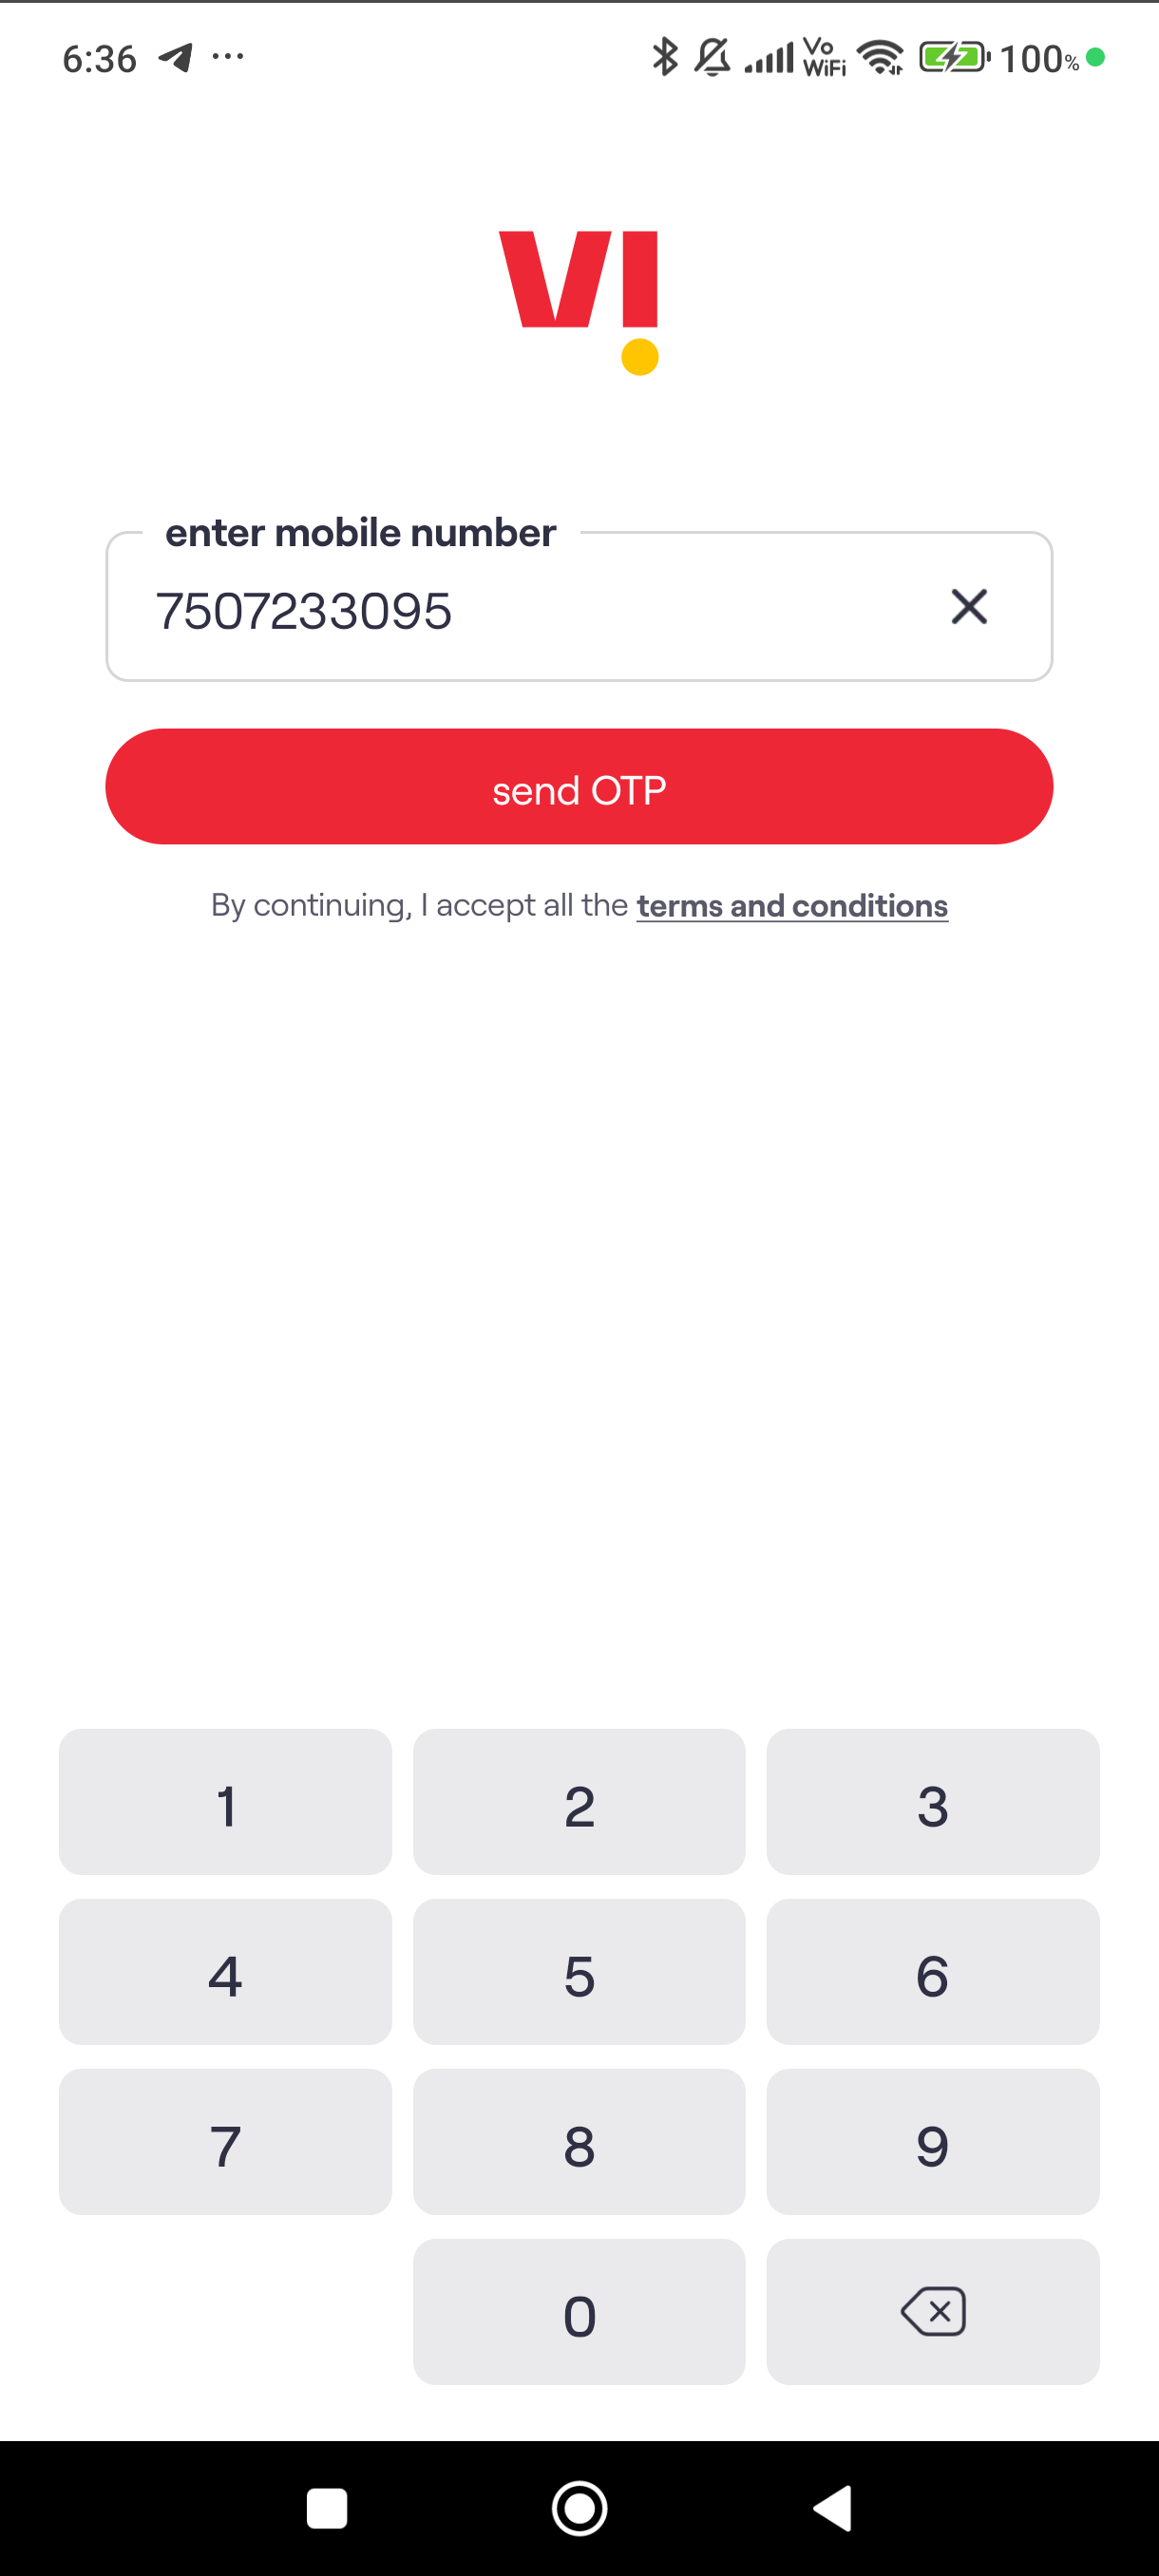 6:36 ... Vo WiFi 100%
VI
enter mobile number
7507233095
send OTP
By continuing, I accept all the terms and conditions
1 2 3
4 5 6
7 8 9
0